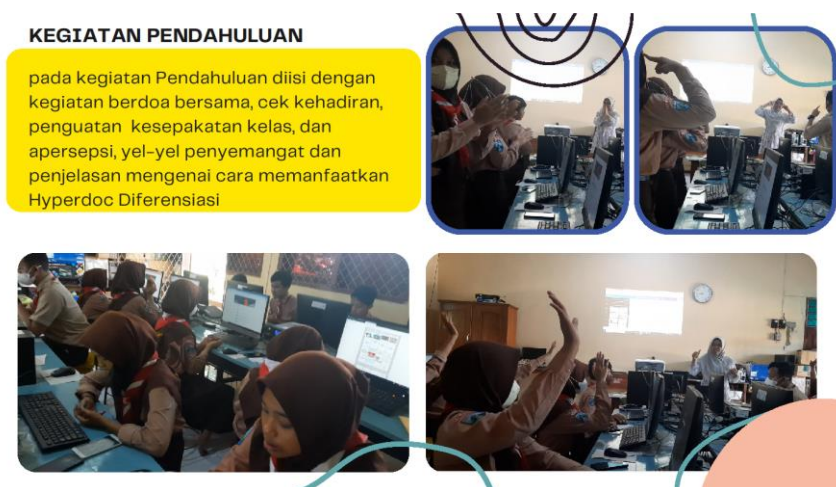 KEGIATAN PENDAHULUAN
pada kegiatan Pendahuluan diisi dengan
kegiatan berdoa bersama, cek kehadiran,
penguatan kesepakatan kelas, dan
apersepsi, yel-yel penyemangat dan
penjelasan mengenai cara memanfaatkan
Hyperdoc Diferensiasi